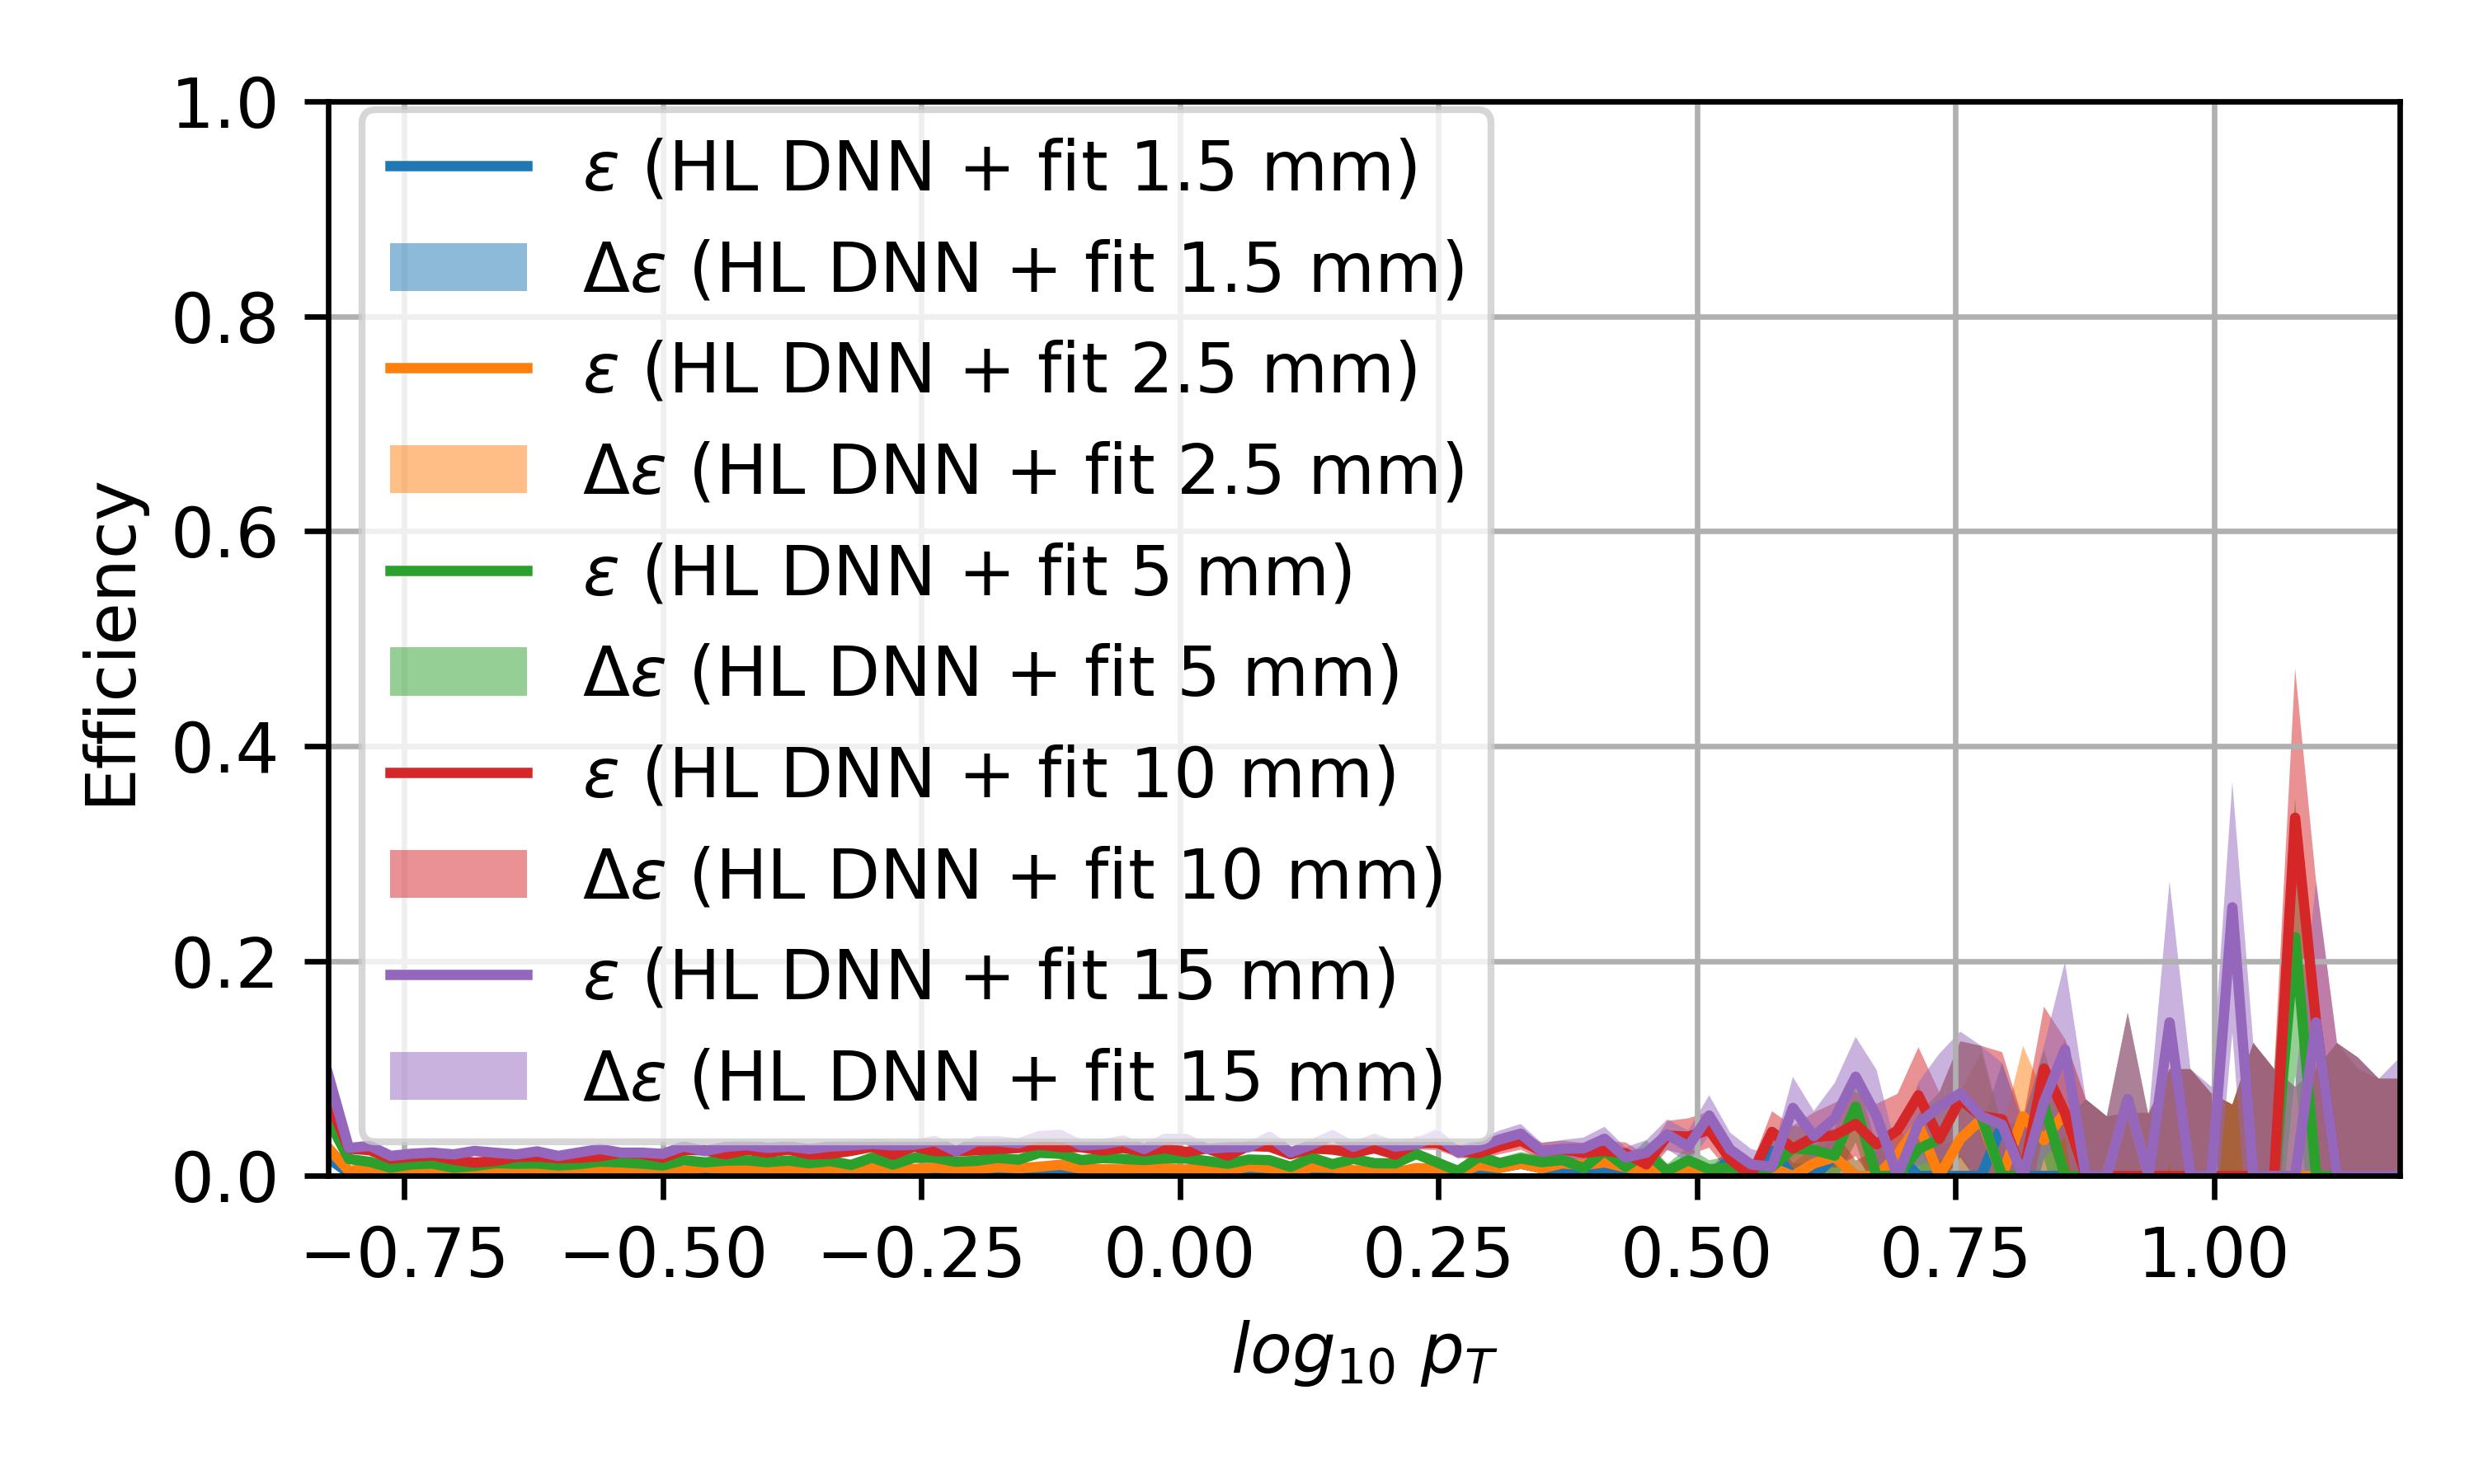 1.0
0.8
0.6
0.4
0.2
0.0
Efficiency
ε (HL DNN + fit 1.5 mm)
Δε (HL DNN + fit 1.5 mm)
ε (HL DNN + fit 2.5 mm)
Δε (HL DNN + fit 2.5 mm)
ε (HL DNN + fit 5 mm)
Δε (HL DNN + fit 5 mm)
ε (HL DNN + fit 10 mm)
Δε (HL DNN + fit 10 mm)
ε (HL DNN + fit 15 mm)
Δε (HL DNN + fit 15 mm)
−0.75 −0.50 −0.25 0.00 0.25 0.50 0.75 1.00
log₁₀ p_T